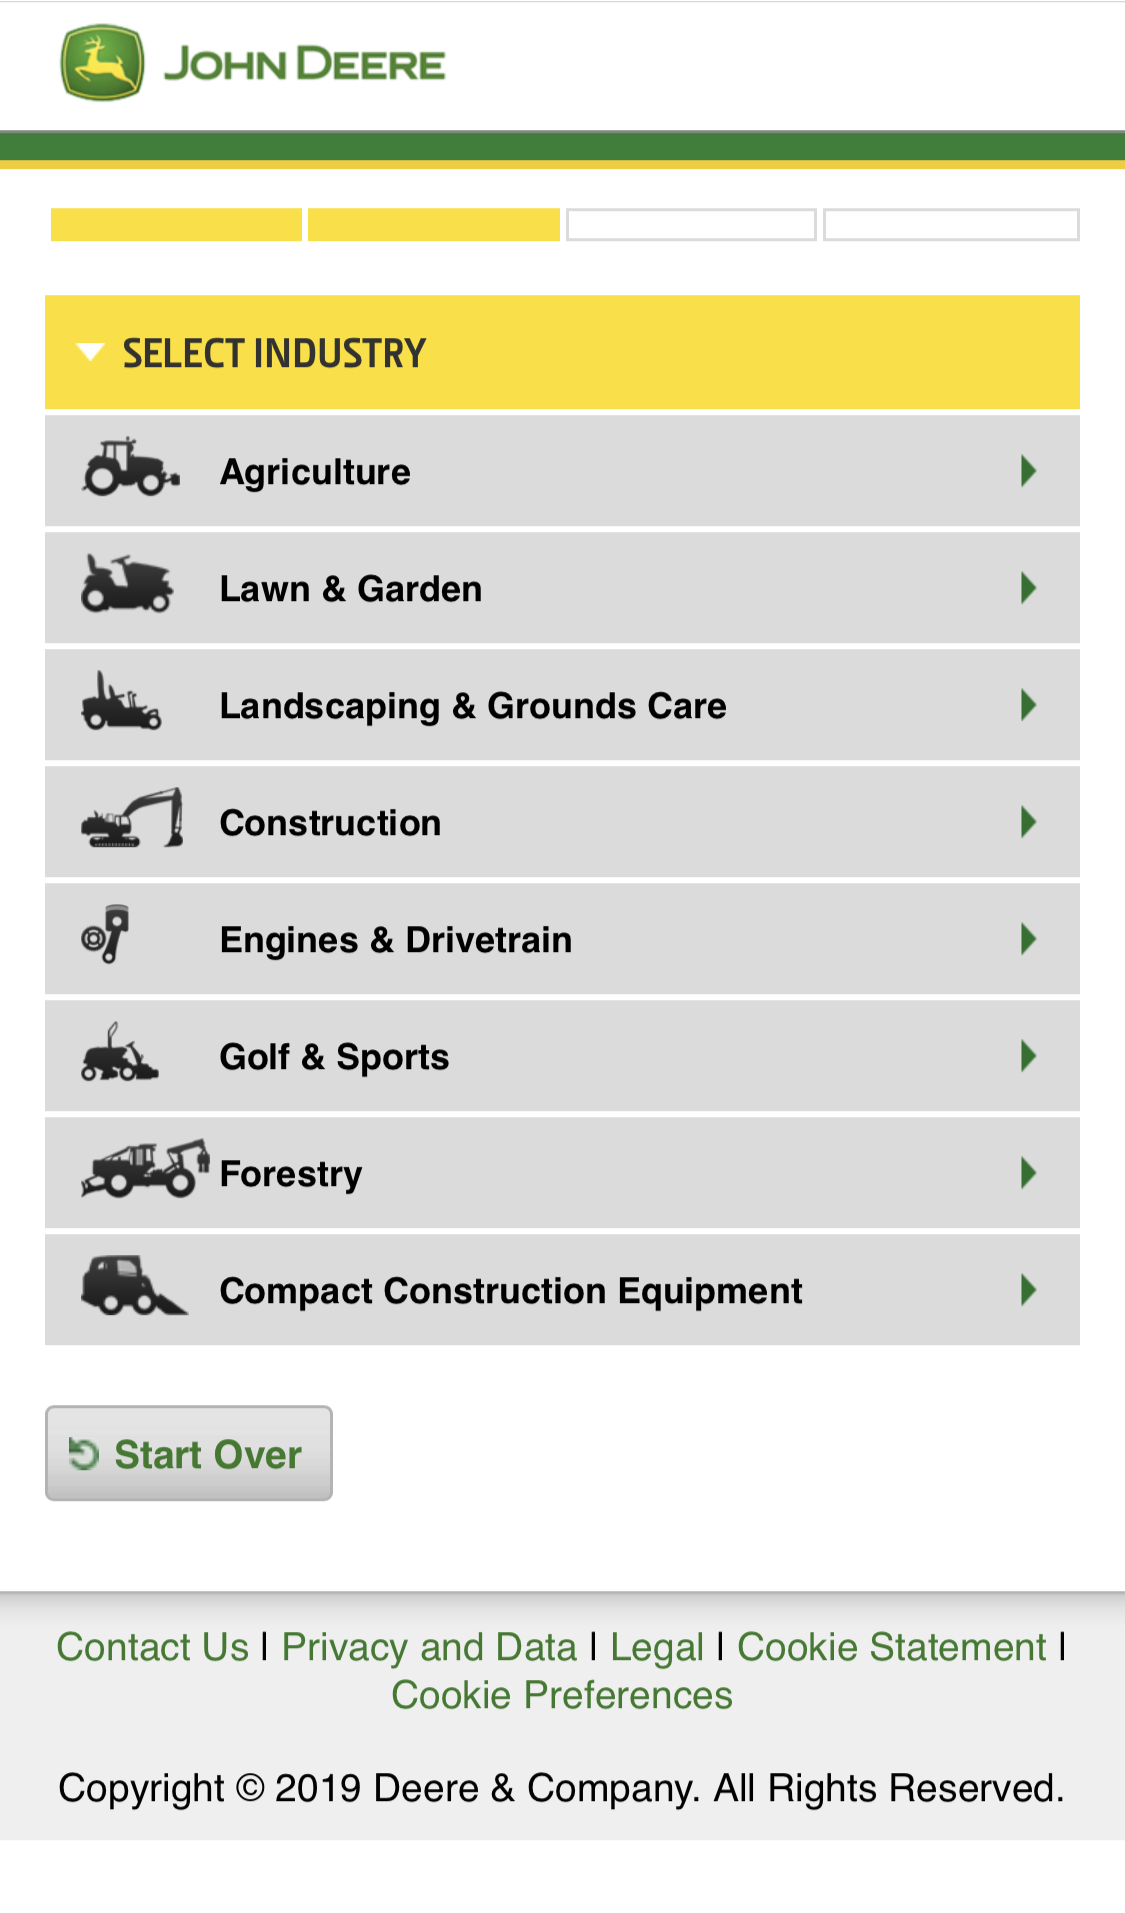 JOHN DEERE
SELECT INDUSTRY
Agriculture
Lawn & Garden
Landscaping & Grounds Care
Construction
Engines & Drivetrain
Golf & Sports
Forestry
Compact Construction Equipment
Start Over
Contact Us | Privacy and Data | Legal | Cookie Statement |
Cookie Preferences
Copyright © 2019 Deere & Company. All Rights Reserved.